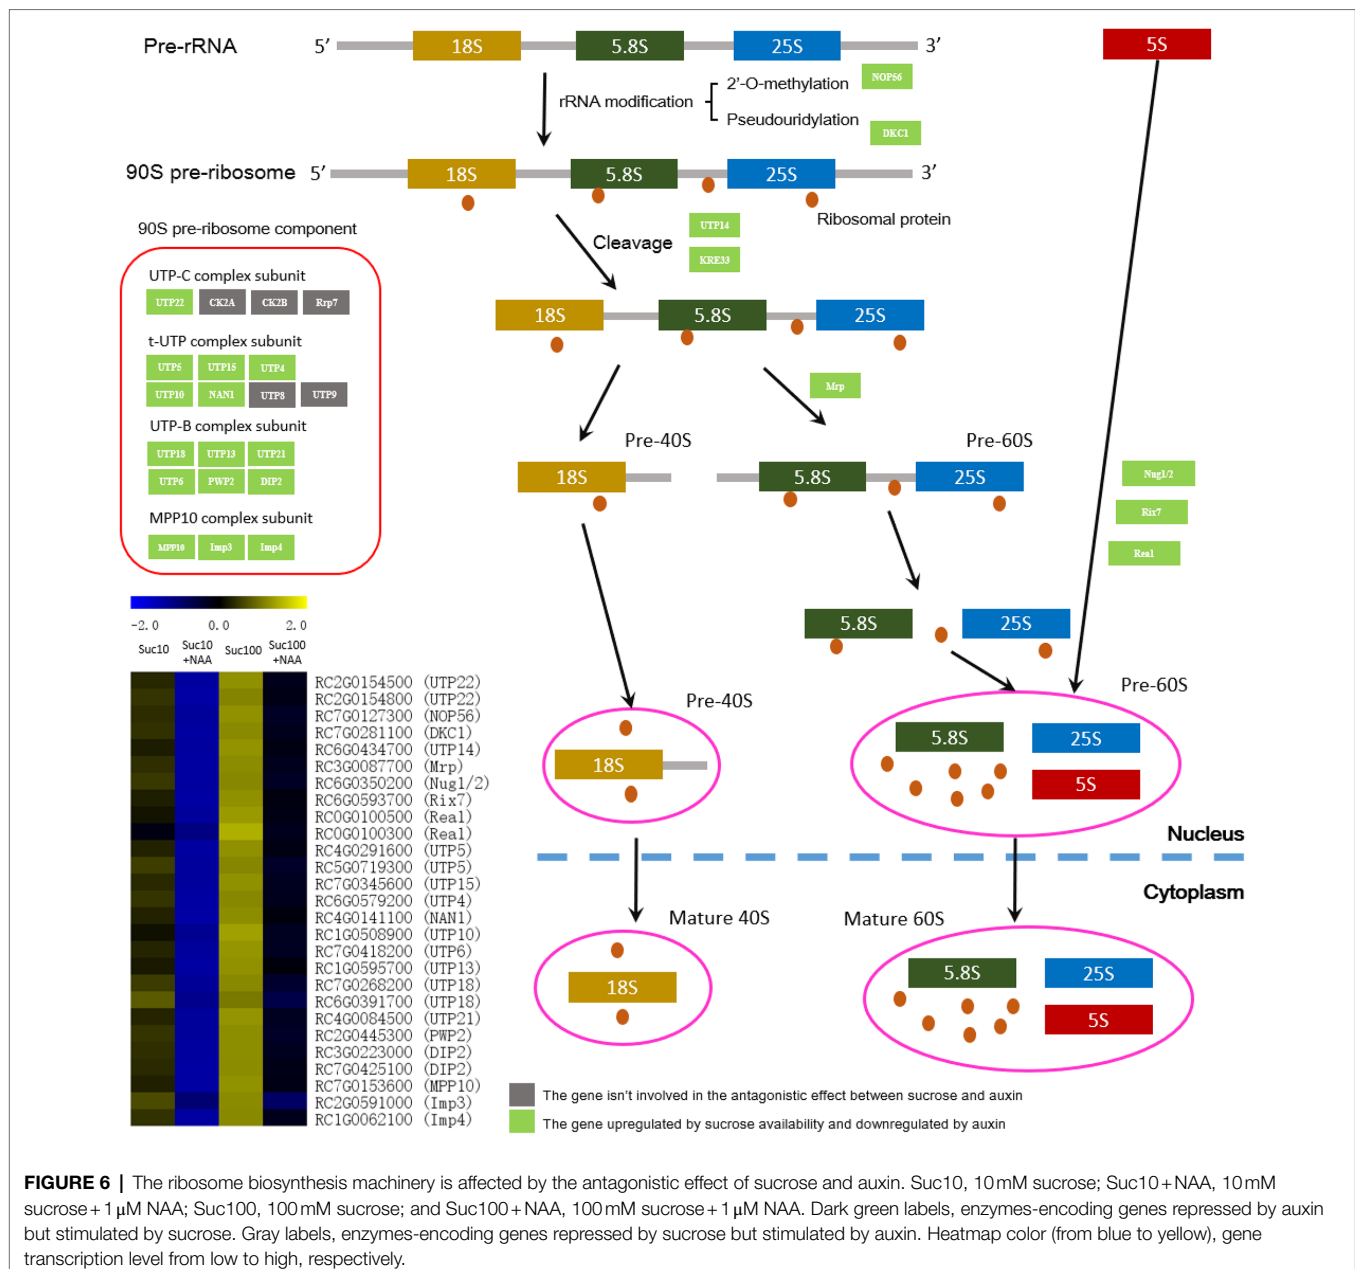 Pre-rRNA 5’ 18S 5.8S 25S 3’ 5S
2’-O-methylation NOP56
rRNA modification
Pseudouridylation DKC1
90S pre-ribosome 5’ 18S 5.8S 25S 3’
Ribosomal protein
90S pre-ribosome component
Cleavage UTP14
KRE33
UTP-C complex subunit
UTP22 CK2A CK2B Rrp7
t-UTP complex subunit
UTP5 UTP15 UTP4
UTP10 NAN1 UTP8 UTP9
UTP-B complex subunit
UTP18 UTP13 UTP21
UTP6 PWP2 DIP2
MPP10 complex subunit
MPP10 Imp3 Imp4
18S 5.8S 25S
Mrp
Pre-40S Pre-60S
18S 5.8S 25S
Nug1/2
Rix7
Rea1
5.8S 25S
Pre-40S Pre-60S
18S 5.8S 25S
5S
Nucleus
Cytoplasm
Mature 40S Mature 60S
18S 5.8S 25S
5S
-2.0 0.0 2.0
Suc10 Suc10 +NAA Suc100 Suc100 +NAA
RC2G0154500 (UTP22)
RC2G0154800 (UTP22)
RC7G0127300 (NOP56)
RC7G0281100 (DKC1)
RC6G0434700 (UTP14)
RC3G0087700 (Mrp)
RC6G0350200 (Nug1/2)
RC6G0593700 (Rix7)
RC0G0100500 (Rea1)
RC0G0100300 (Rea1)
RC4G0291600 (UTP5)
RC5G0719300 (UTP5)
RC7G0345600 (UTP15)
RC6G0579200 (UTP4)
RC4G0141100 (NAN1)
RC1G0508900 (UTP10)
RC7G0418200 (UTP6)
RC1G0595700 (UTP13)
RC7G0268200 (UTP18)
RC6G0391700 (UTP18)
RC4G0084500 (UTP21)
RC2G0445300 (PWP2)
RC3G0223000 (DIP2)
RC7G0425100 (DIP2)
RC7G0153600 (MPP10)
RC2G0591000 (Imp3)
RC1G0062100 (Imp4)
The gene isn't involved in the antagonistic effect between sucrose and auxin
The gene upregulated by sucrose availability and downregulated by auxin
FIGURE 6 | The ribosome biosynthesis machinery is affected by the antagonistic effect of sucrose and auxin. Suc10, 10 mM sucrose; Suc10 + NAA, 10 mM
sucrose + 1 μM NAA; Suc100, 100 mM sucrose; and Suc100 + NAA, 100 mM sucrose + 1 μM NAA. Dark green labels, enzymes-encoding genes repressed by auxin
but stimulated by sucrose. Gray labels, enzymes-encoding genes repressed by sucrose but stimulated by auxin. Heatmap color (from blue to yellow), gene
transcription level from low to high, respectively.